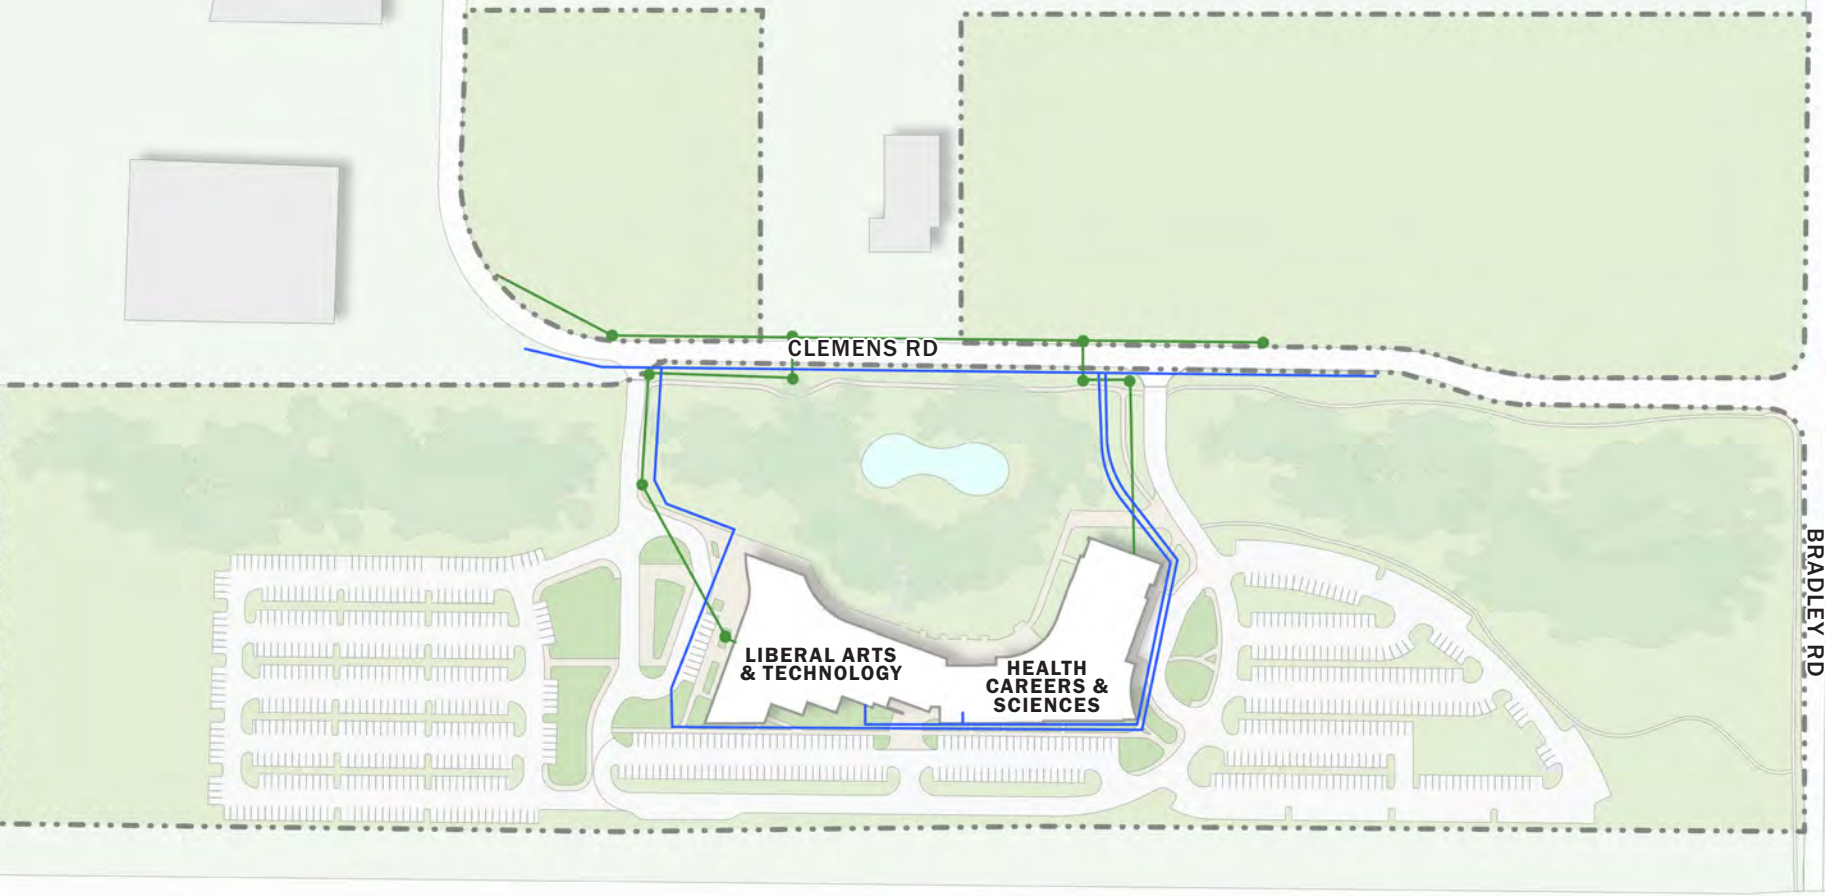 CLEMENS RD
BRADLEY RD
LIBERAL ARTS
& TECHNOLOGY
HEALTH
CAREERS &
SCIENCES